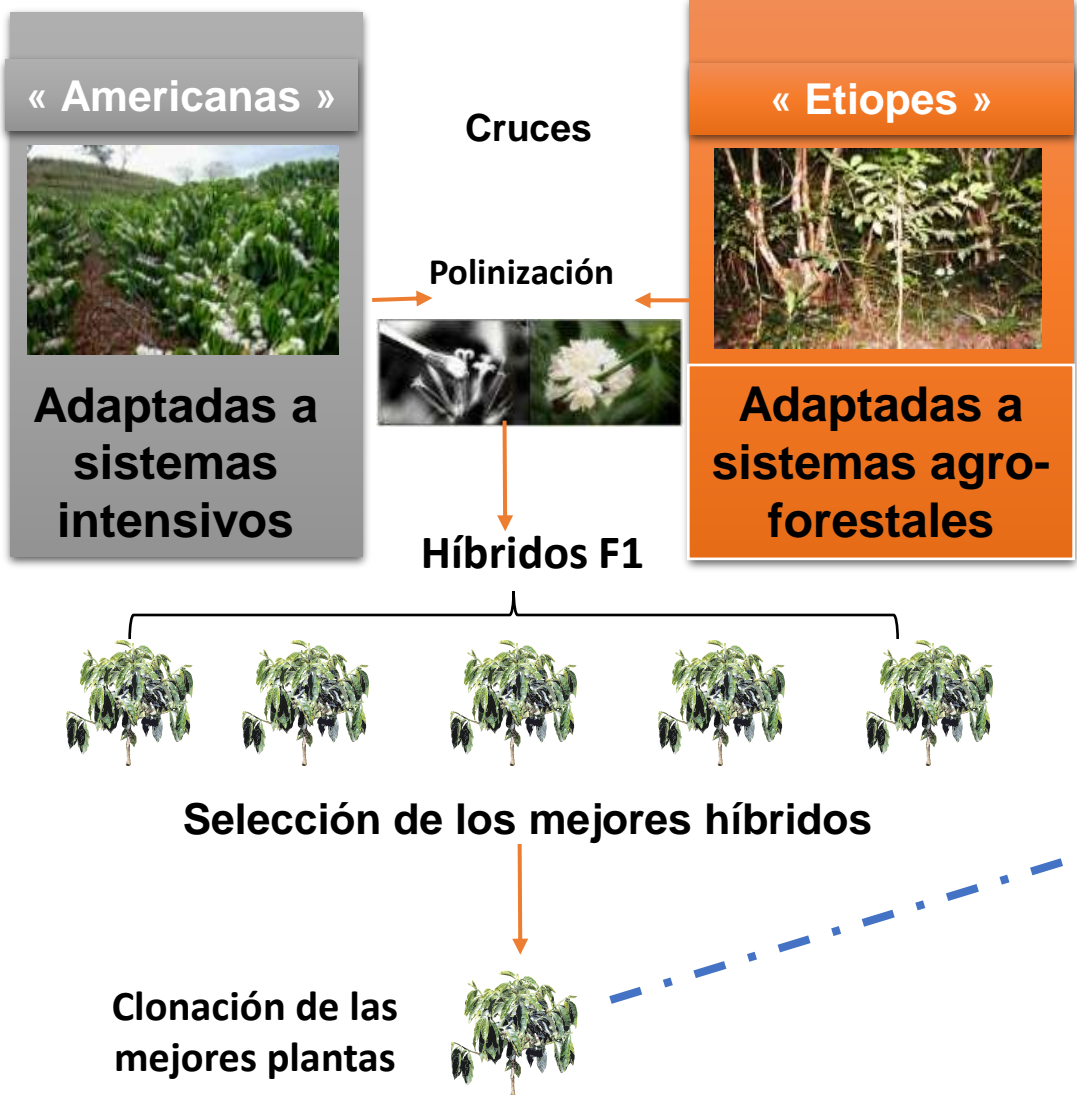 « Americanas »
« Etiopes »
Cruces
Polinización
Adaptadas a
sistemas
intensivos
Adaptadas a
sistemas agro-
forestales
Híbridos F1
Selección de los mejores híbridos
Clonación de las
mejores plantas